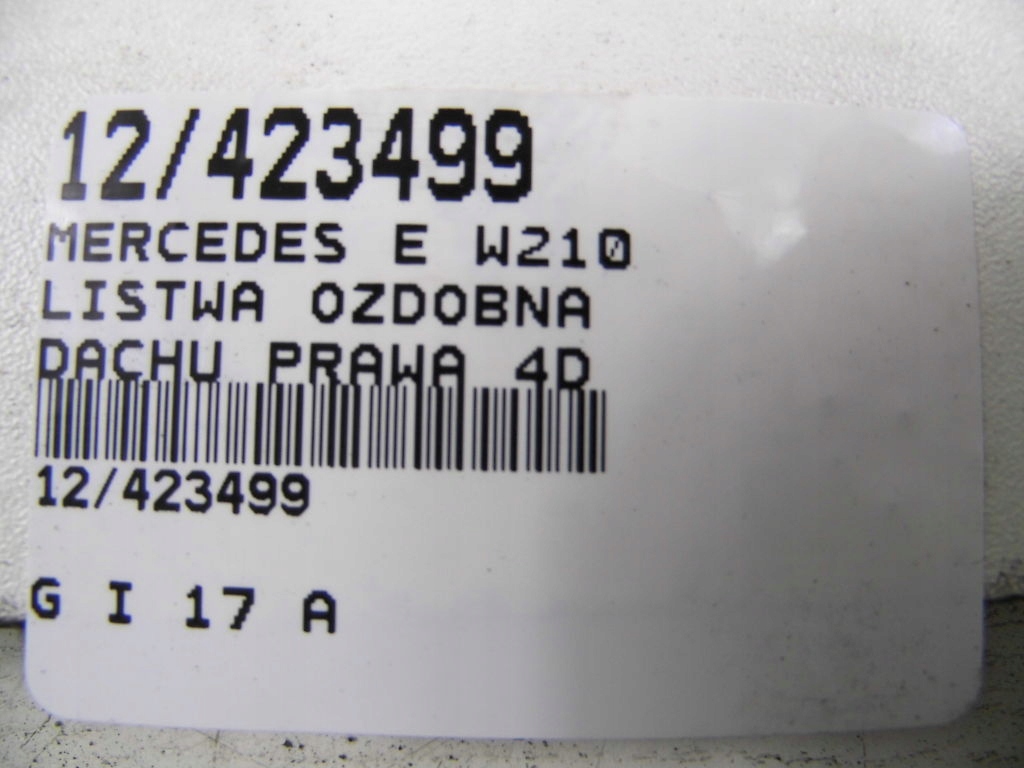 12/423499
MERCEDES E W210
LISTWA OZDOBNA
DACHU PRAWA 4D
12/423499
G I 17 A